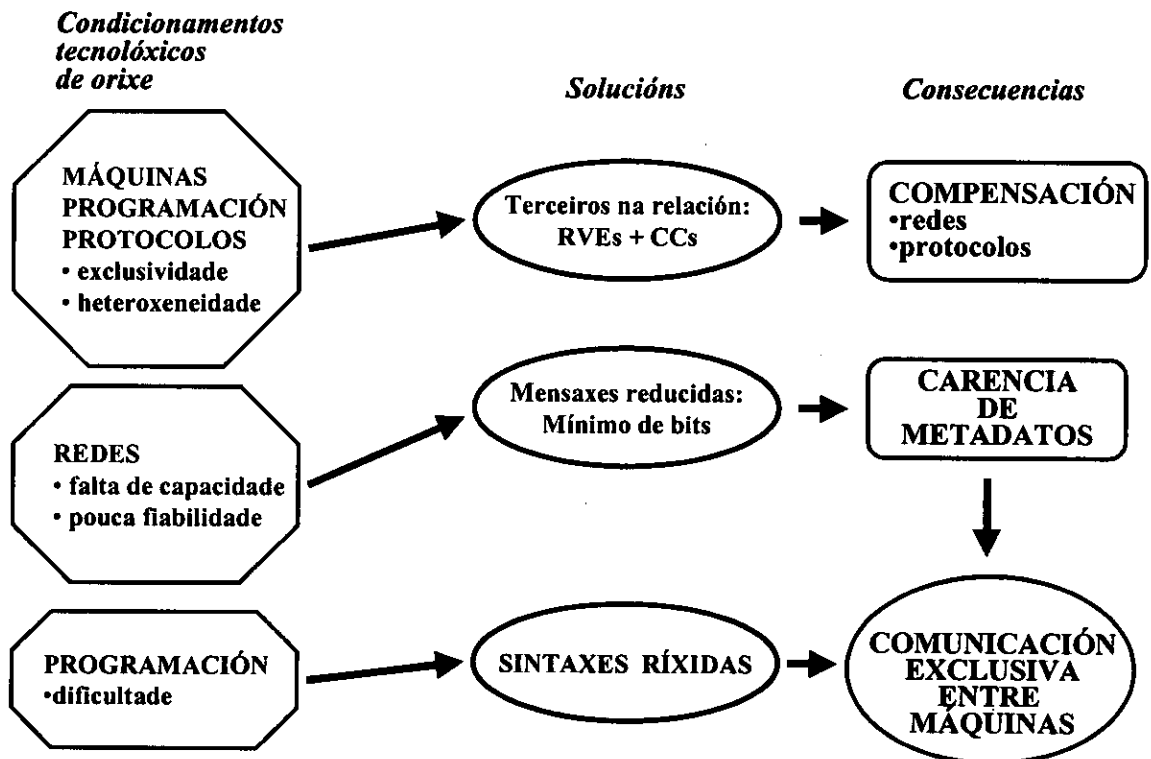 Condicionamentos
tecnolóxicos
de orixe
Solucións
Consecuencias
MÁQUINAS
PROGRAMACIÓN
PROTOCOLOS
• exclusividade
• heteroxeneidade
Terceiros na relación:
RVEs + CCs
COMPENSACIÓN
•redes
•protocolos
REDES
• falta de capacidade
• pouca fiabilidade
Mensaxes reducidas:
Mínimo de bits
CARENCIA
DE
METADATOS
PROGRAMACIÓN
•dificultade
SINTAXES RÍXIDAS
COMUNICACIÓN
EXCLUSIVA
ENTRE
MÁQUINAS